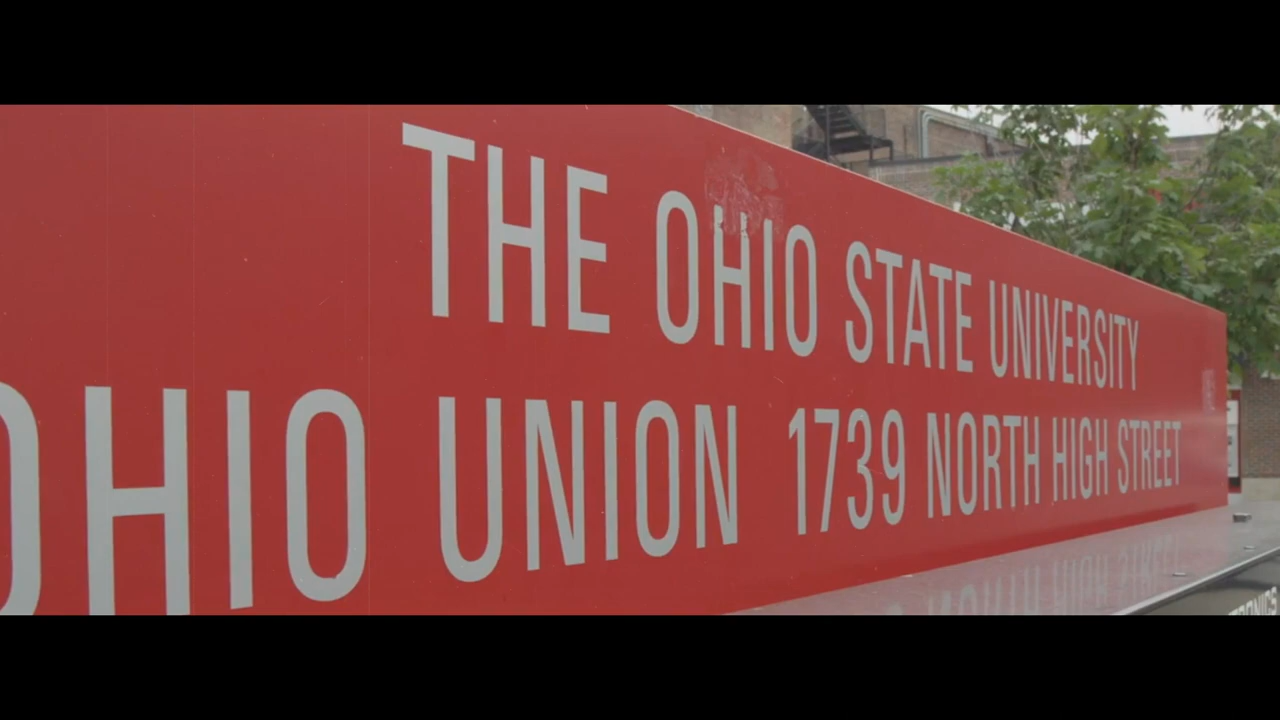 THE OHIO STATE UNIVERSITY
OHIO UNION 1739 NORTH HIGH STREET